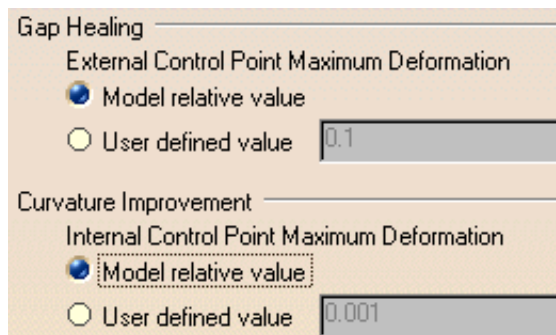 Gap Healing
External Control Point Maximum Deformation
Model relative value
User defined value 0.1
Curvature Improvement
Internal Control Point Maximum Deformation
Model relative value
User defined value 0.001